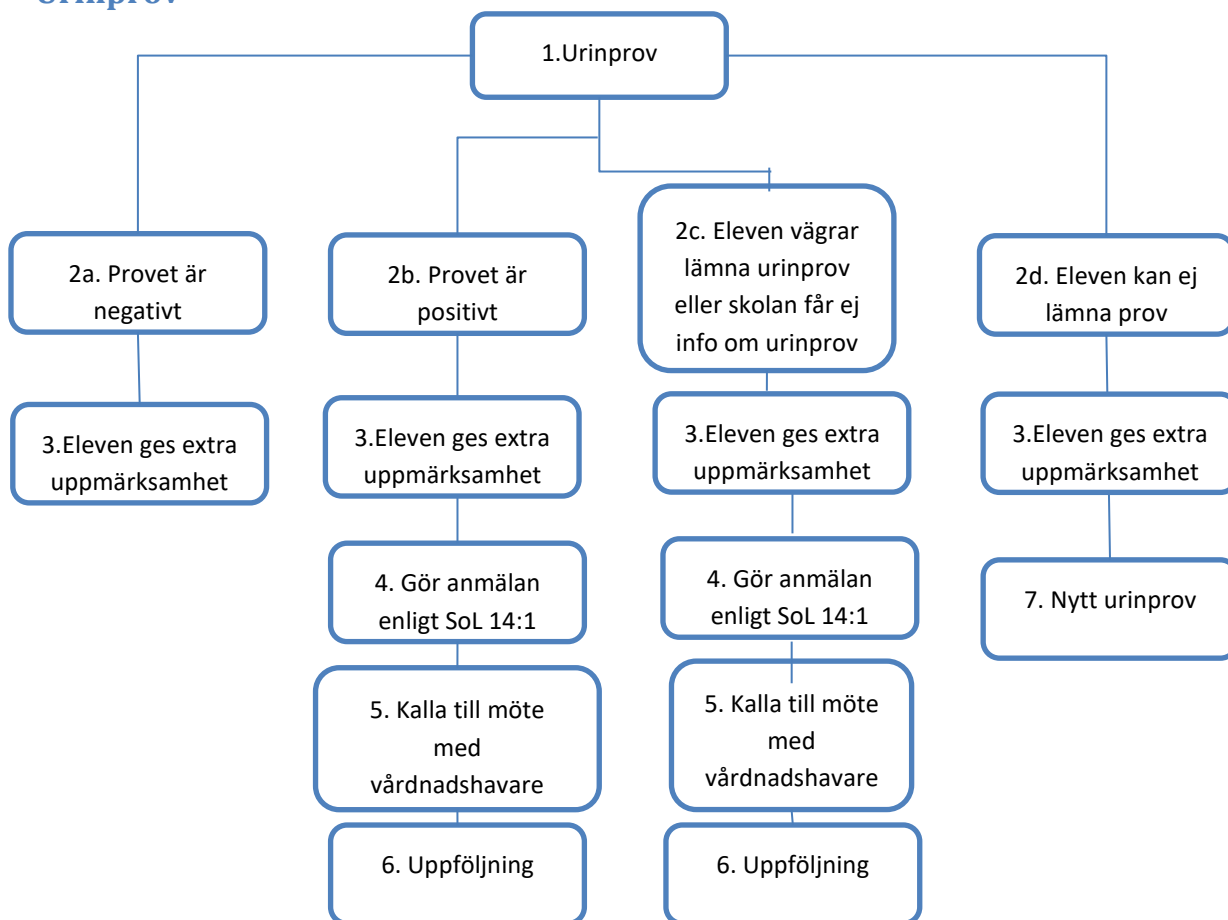 Urinprov
1.Urinprov
2a. Provet är
negativt
2b. Provet är
positivt
2c. Eleven vägrar
lämna urinprov
eller skolan får ej
info om urinprov
2d. Eleven kan ej
lämna prov
3.Eleven ges extra
uppmärksamhet
3.Eleven ges extra
uppmärksamhet
3.Eleven ges extra
uppmärksamhet
3.Eleven ges extra
uppmärksamhet
4. Gör anmälan
enligt SoL 14:1
4. Gör anmälan
enligt SoL 14:1
7. Nytt urinprov
5. Kalla till möte
med
vårdnadshavare
5. Kalla till möte
med
vårdnadshavare
6. Uppföljning
6. Uppföljning